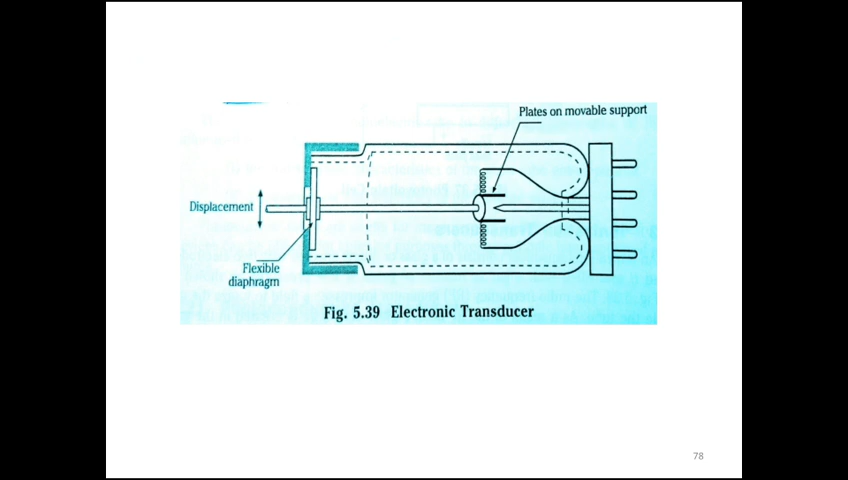 Plates on movable support
Displacement
Flexible
diaphragm
Fig. 5.39 Electronic Transducer
78